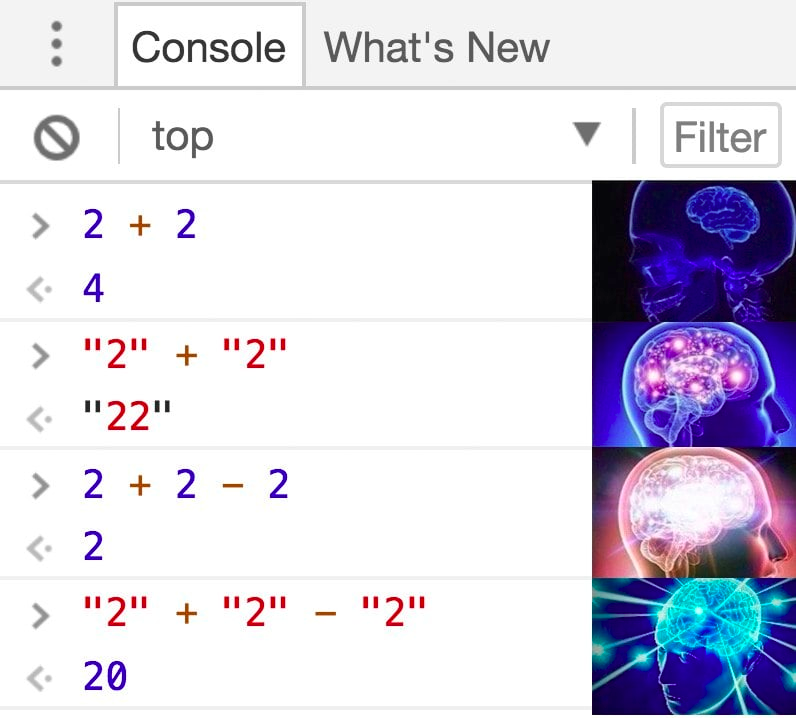 Console What's New
top Filter
2 + 2
4
"2" + "2"
"22"
2 + 2 − 2
2
"2" + "2" − "2"
20